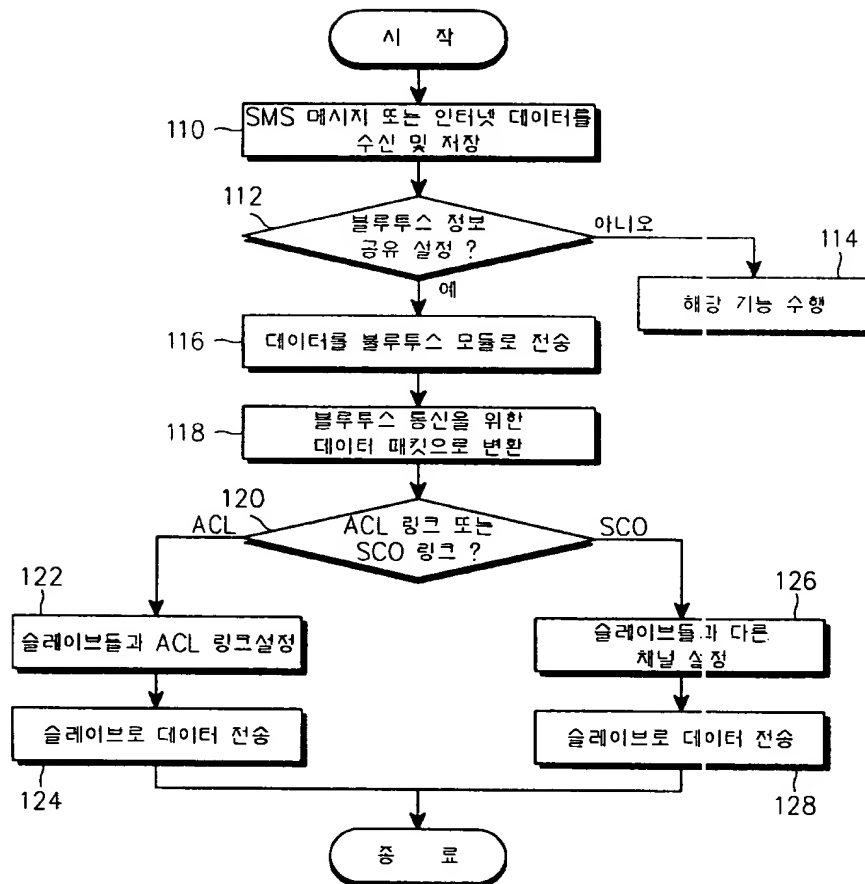 시 작
110
SMS 메시지 또는 인터넷 데이터를
수신 및 저장
112
블루투스 정보
공유 설정 ?
아니오
114
해당 기능 수행
예
116
데이터를 블루투스 모듈로 전송
118
블루투스 통신을 위한
데이터 패킷으로 변환
120
ACL
ACL 링크 또는
SCO 링크 ?
SCO
122
슬레이브들과 ACL 링크설정
126
슬레이브들과 다른
채널 설정
슬레이브로 데이터 전송
124
슬레이브로 데이터 전송
128
종 료